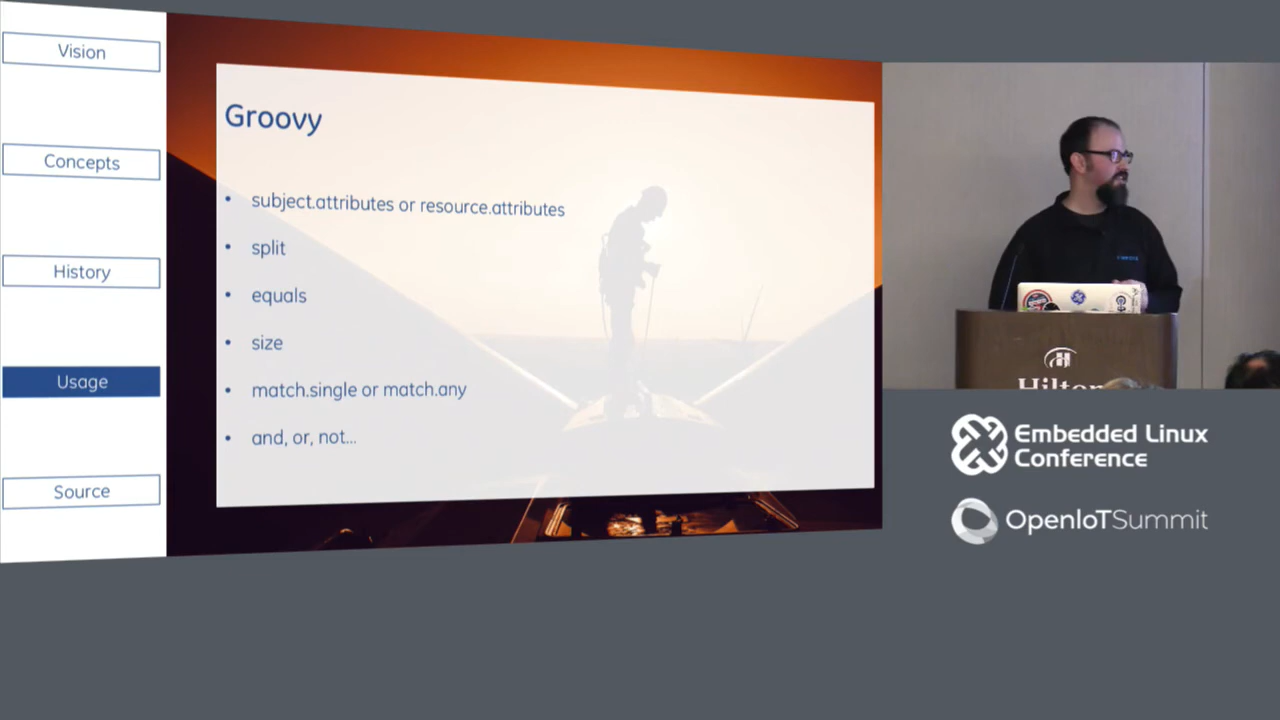 Vision
Concepts
History
Usage
Source
Groovy
• subject.attributes or resource.attributes
• split
• equals
• size
• match.single or match.any
• and, or, not...
Hilton
Embedded Linux
Conference
OpenIoTSummit